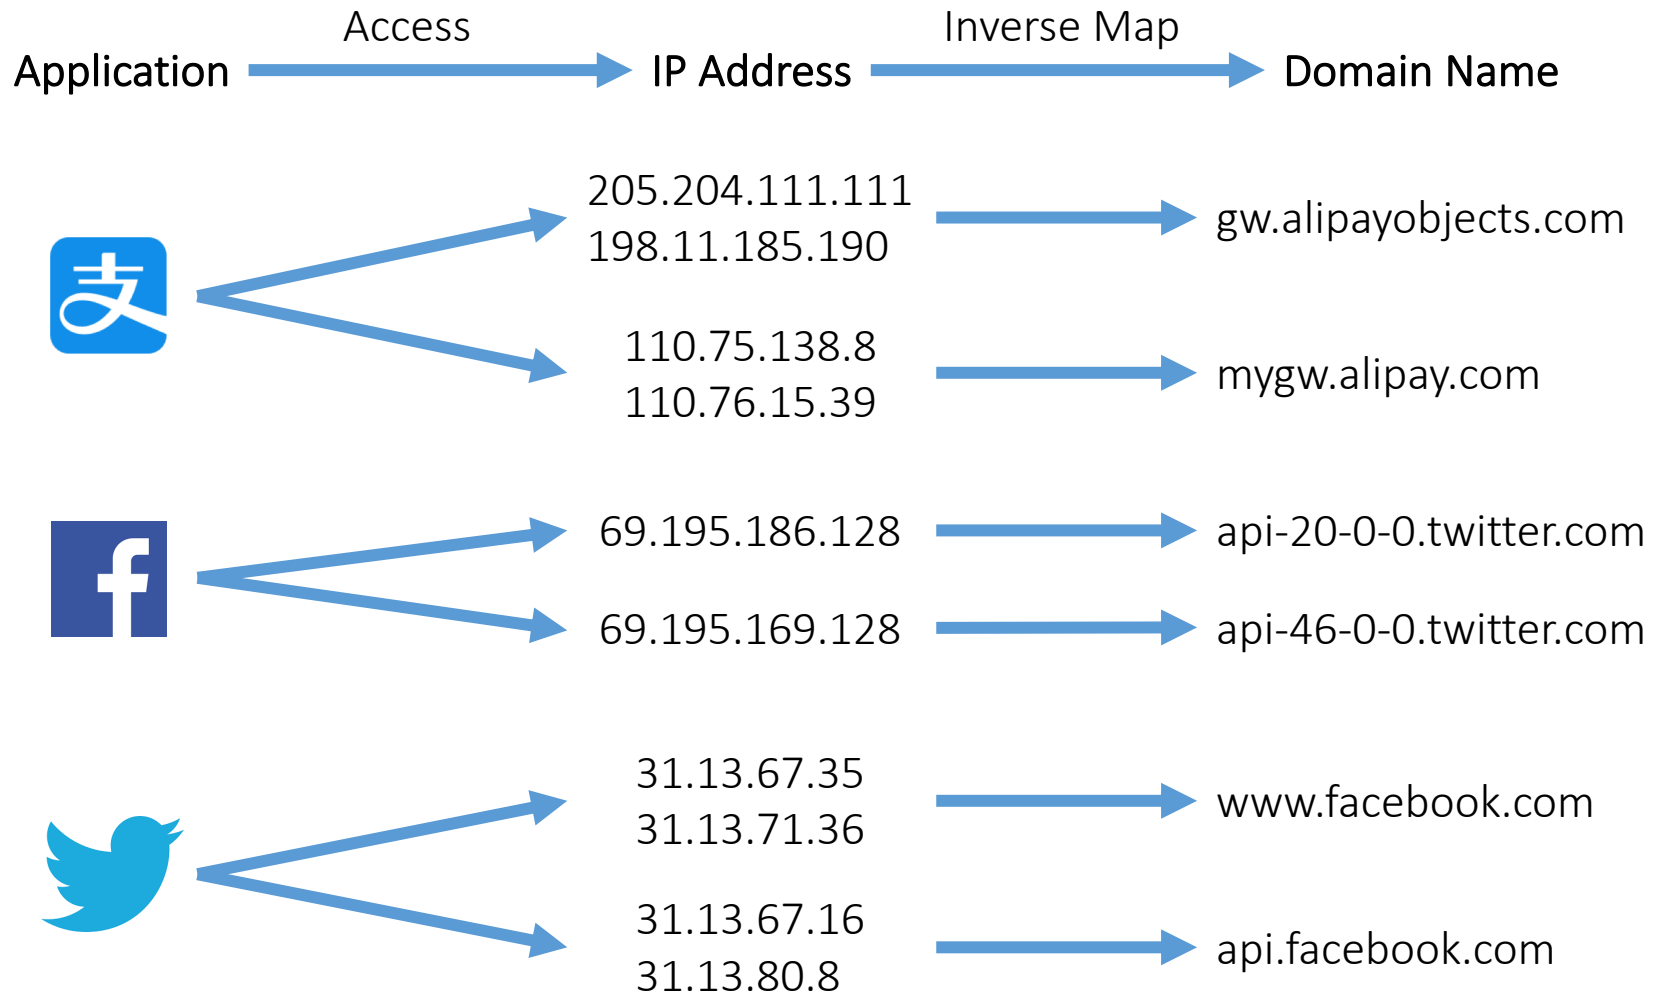 Access
Inverse Map
Application
IP Address
Domain Name
205.204.111.111
198.11.185.190
gw.alipayobjects.com
支
110.75.138.8
110.76.15.39
mygw.alipay.com
f
69.195.186.128
api-20-0-0.twitter.com
69.195.169.128
api-46-0-0.twitter.com
31.13.67.35
31.13.71.36
www.facebook.com
31.13.67.16
31.13.80.8
api.facebook.com